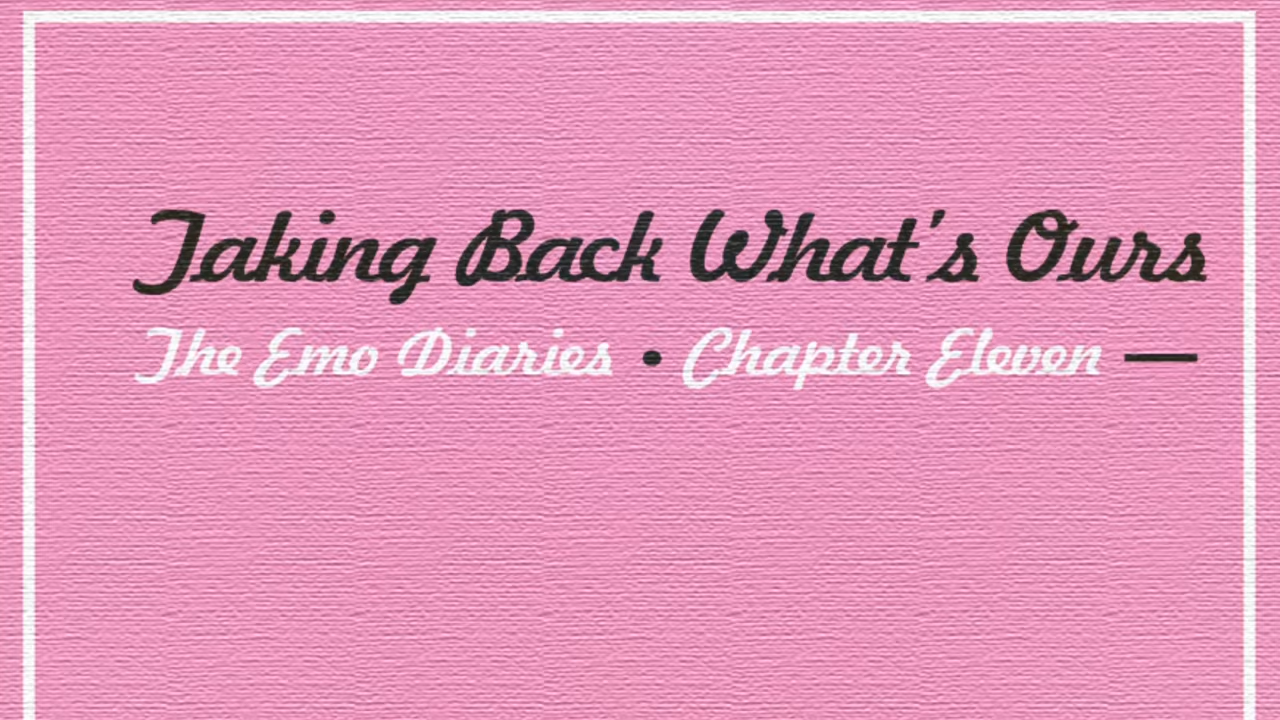 Taking Back What's Ours
The Emo Diaries • Chapter Eleven —